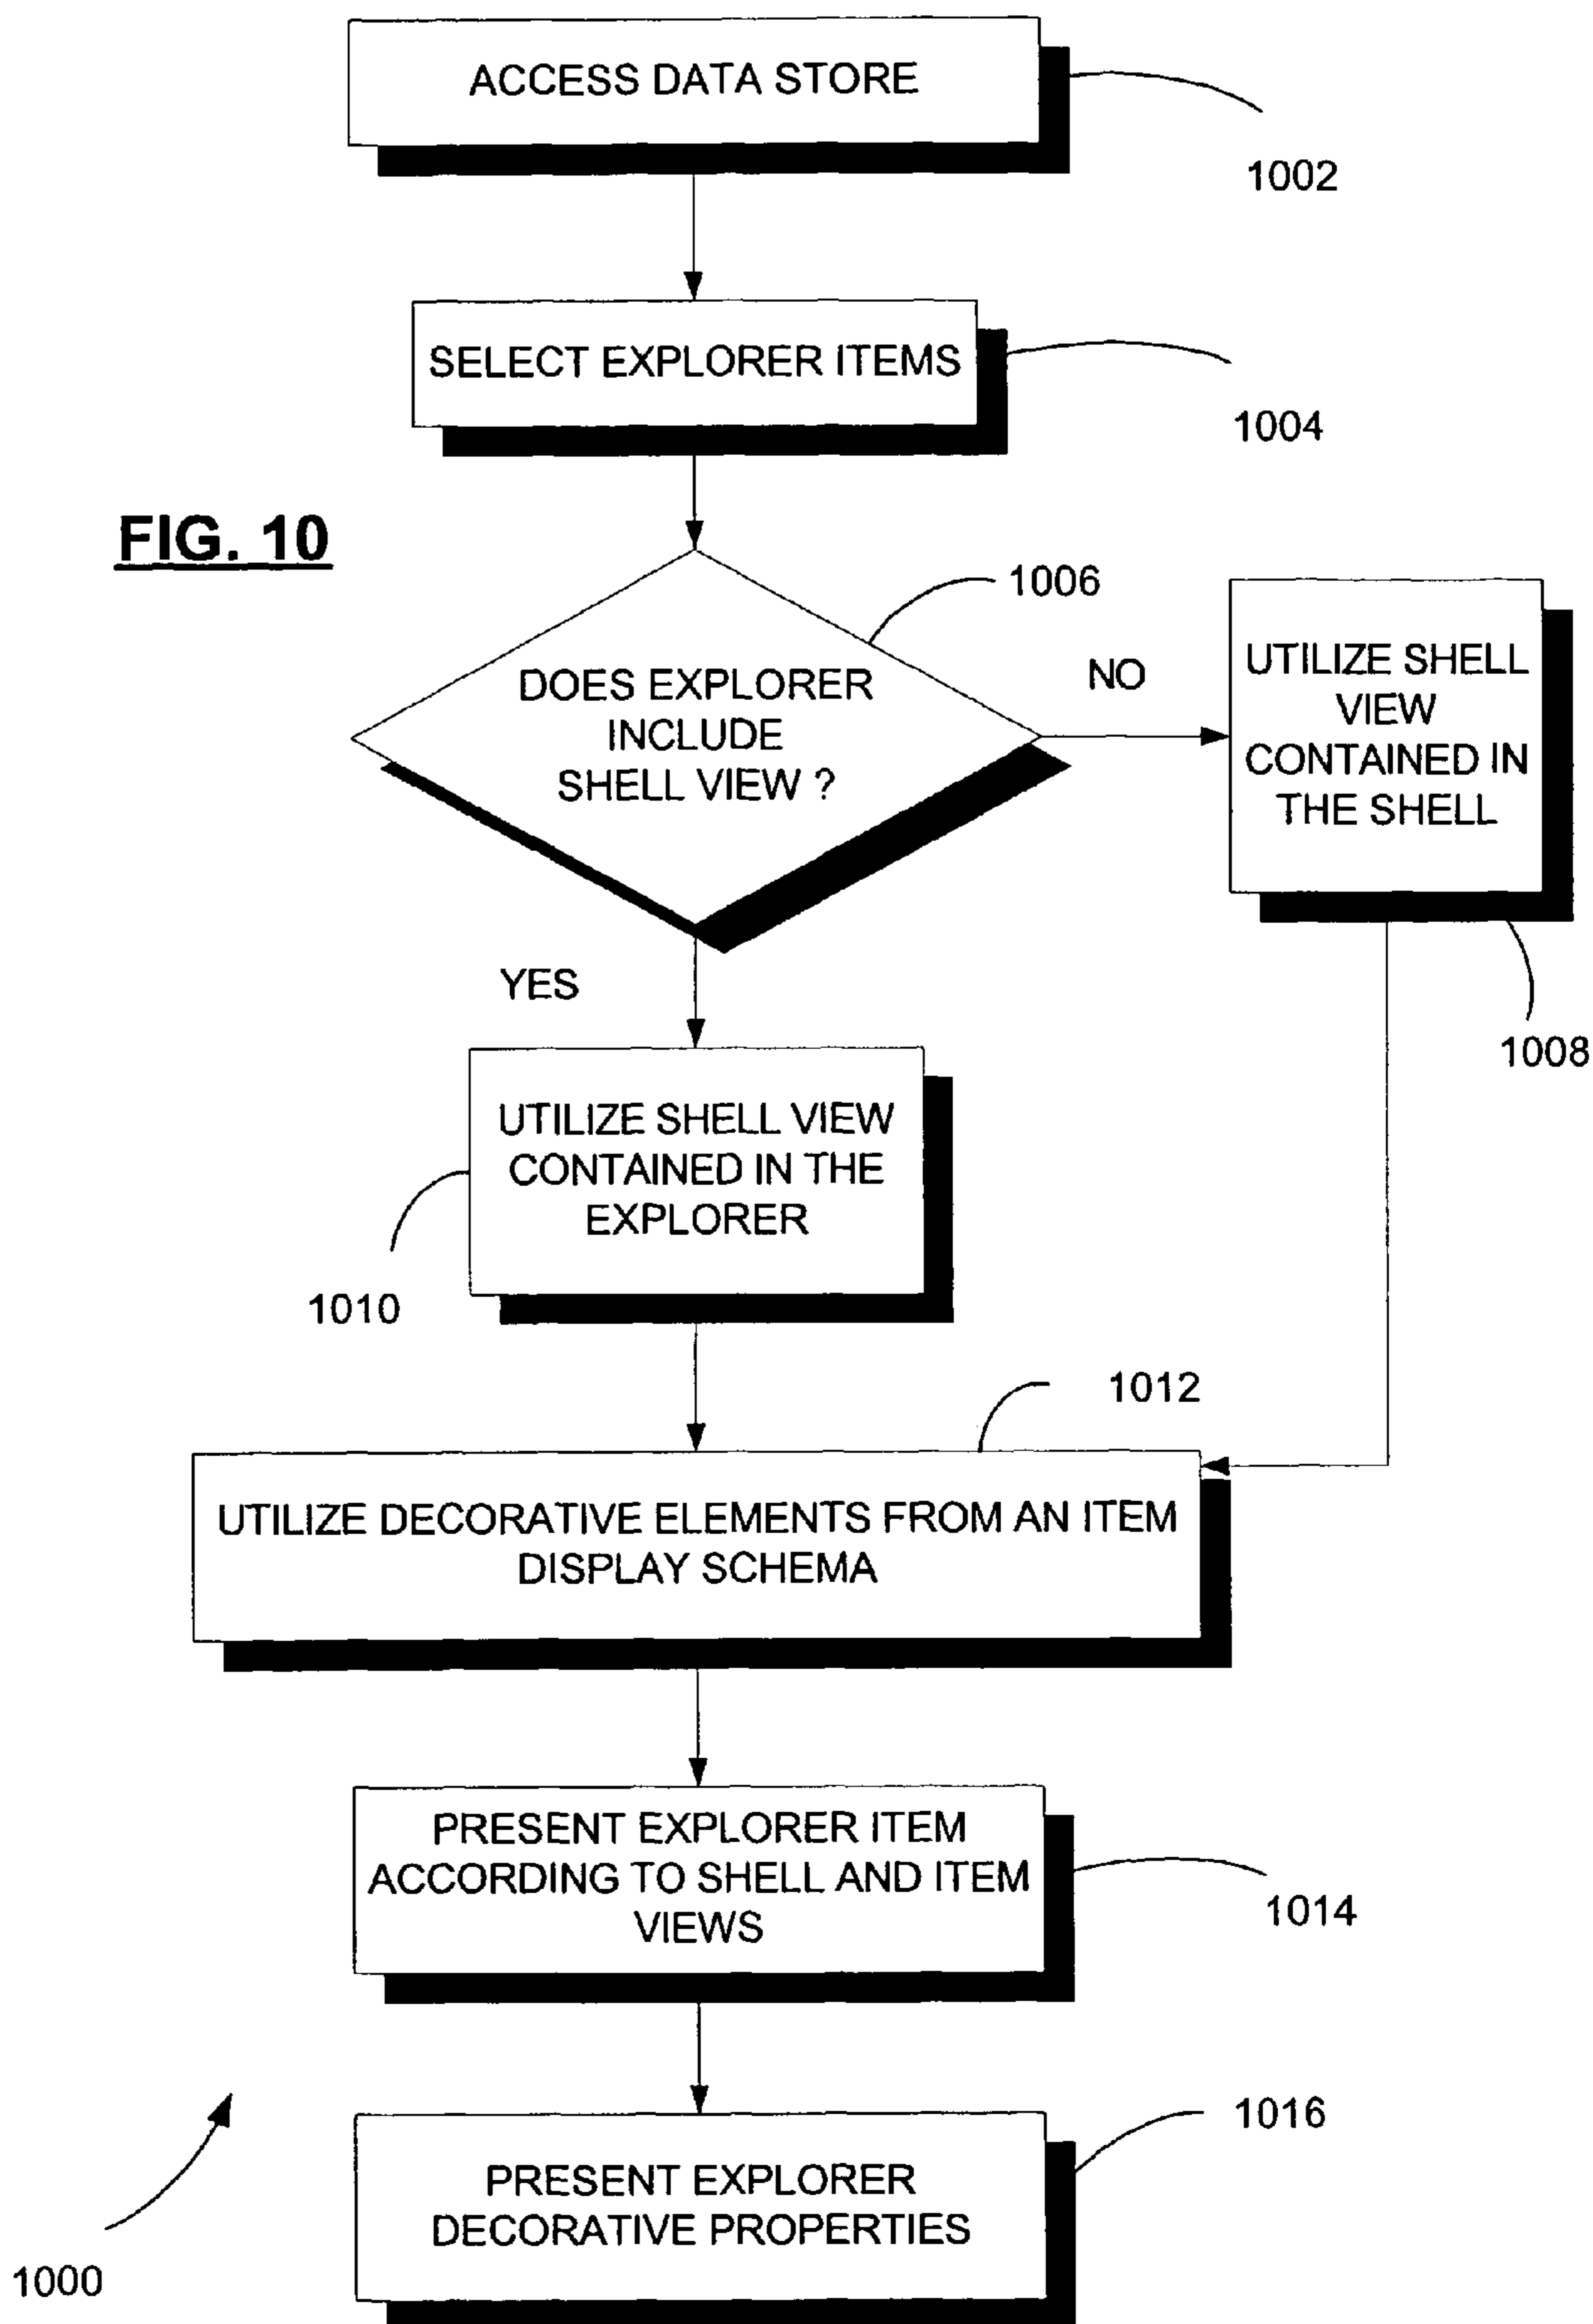 ACCESS DATA STORE
1002
SELECT EXPLORER ITEMS
1004
FIG. 10
1006
DOES EXPLORER
INCLUDE
SHELL VIEW ?
NO
UTILIZE SHELL
VIEW
CONTAINED IN
THE SHELL
1008
YES
UTILIZE SHELL VIEW
CONTAINED IN THE
EXPLORER
1010
1012
UTILIZE DECORATIVE ELEMENTS FROM AN ITEM
DISPLAY SCHEMA
PRESENT EXPLORER ITEM
ACCORDING TO SHELL AND ITEM
VIEWS
1014
1016
PRESENT EXPLORER
DECORATIVE PROPERTIES
1000